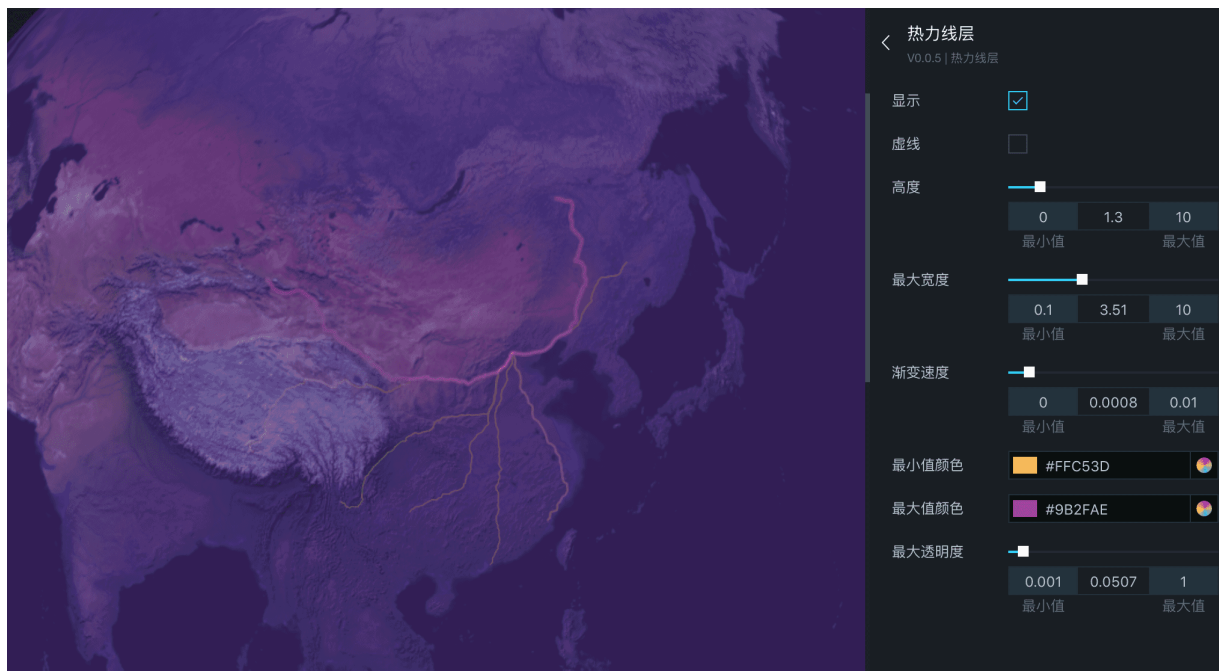 热力线层
V0.0.5 | 热力线层
显示
虚线
高度
0 1.3 10
最小值 最大值
最大宽度
0.1 3.51 10
最小值 最大值
渐变速度
0 0.0008 0.01
最小值 最大值
最小值颜色 #FFC53D
最大值颜色 #9B2FAE
最大透明度
0.001 0.0507 1
最小值 最大值